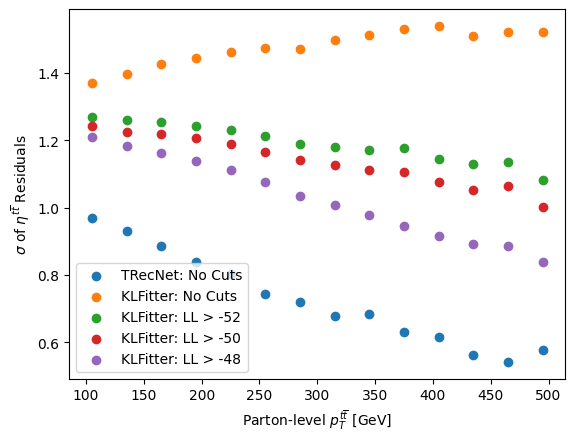 1.4
1.2
1.0
0.8
0.6
σ of η^{tt̅} Residuals
TRecNet: No Cuts
KLFitter: No Cuts
KLFitter: LL > -52
KLFitter: LL > -50
KLFitter: LL > -48
100 150 200 250 300 350 400 450 500
Parton-level p_T^{tt̅} [GeV]